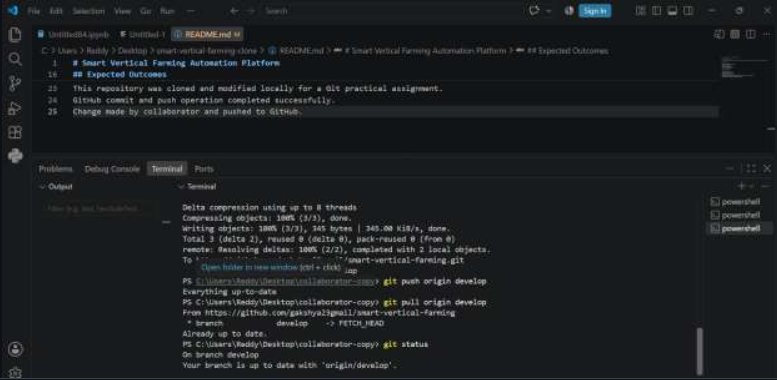 File Edit Selection View Go Run ... Search Sign In
Untitled84.ipynb Untitled-1 README.md M
C: > Users > Reddy > Desktop > smart-vertical-farming-clone > README.md > # Smart Vertical Farming Automation Platform > ## Expected Outcomes
1 # Smart Vertical Farming Automation Platform
16 ## Expected Outcomes
23 This repository was cloned and modified locally for a Git practical assignment.
24 GitHub commit and push operation completed successfully.
25 Change made by collaborator and pushed to GitHub.
Problems Debug Console Terminal Ports
Output Terminal
Delta compression using up to 8 threads
Compressing objects: 100% (3/3), done.
Writing objects: 100% (3/3), 345 bytes | 345.00 KiB/s, done.
Total 3 (delta 2), reused 0 (delta 0), pack-reused 0 (from 0)
remote: Resolving deltas: 100% (2/2), completed with 2 local objects.
To /smart-vertical-farming.git
Open folder in new window (ctrl + click) lop
PS C:\Users\Reddy\Desktop\collaborator-copy> git push origin develop
Everything up-to-date
PS C:\Users\Reddy\Desktop\collaborator-copy> git pull origin develop
From https://github.com/gakshya23gmail/smart-vertical-farming
* branch develop -> FETCH_HEAD
Already up to date.
PS C:\Users\Reddy\Desktop\collaborator-copy> git status
On branch develop
Your branch is up to date with 'origin/develop'.
powershell
powershell
powershell